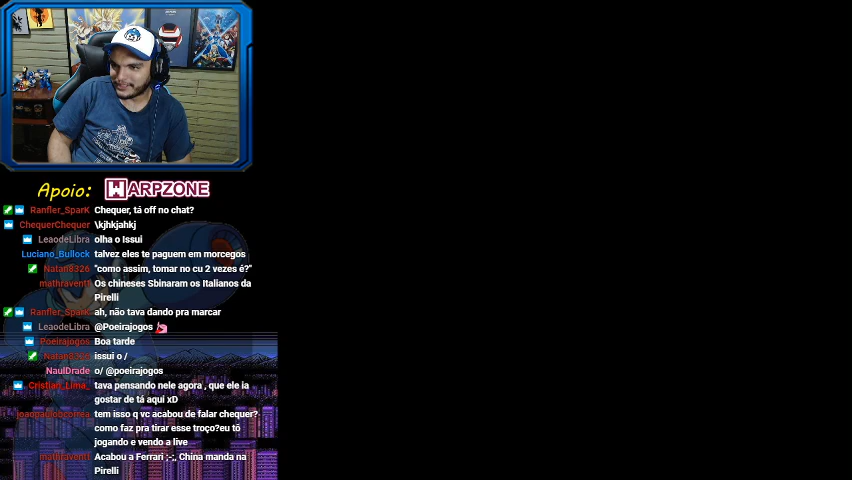 Apoio: WARPZONE
Ranfler_SparK Chequer, tá off no chat?
ChequerChequer \kjhkjahkj
LeaodeLibra olha o Issui
Luciano_Bullock talvez eles te paguem em morcegos
Natan8326 "como assim, tomar no cu 2 vezes é?"
mathraventt Os chineses Sbinaram os Italianos da
Pirelli
Ranfler_SparK ah, não tava dando pra marcar
LeaodeLibra @Poeirajogos
Poeirajogos Boa tarde
Natan8326 issui o /
NaulDrade o/ @poeirajogos
Cristian_Lima_ tava pensando nele agora , que ele ia
gostar de tá aqui xD
joaopaulobcorrea tem isso q vc acabou de falar chequer?
como faz pra tirar esse troço?eu tô
jogando e vendo a live
mathraventt Acabou a Ferrari ;-;, China manda na
Pirelli